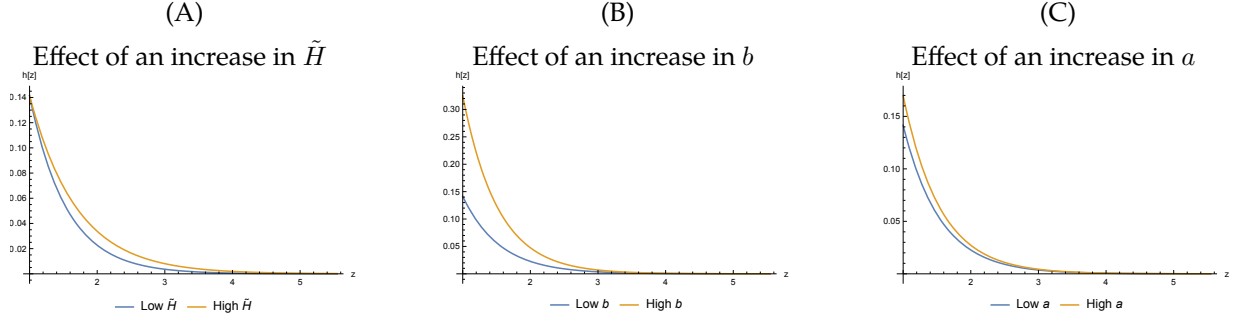 (A)
Effect of an increase in H̃
h[z]
0.14
0.12
0.10
0.08
0.06
0.04
0.02
2 3 4 5 z
Low H̃ High H̃
(B)
Effect of an increase in b
h[z]
0.30
0.25
0.20
0.15
0.10
0.05
2 3 4 5 z
Low b High b
(C)
Effect of an increase in a
h[z]
0.15
0.10
0.05
2 3 4 5 z
Low a High a